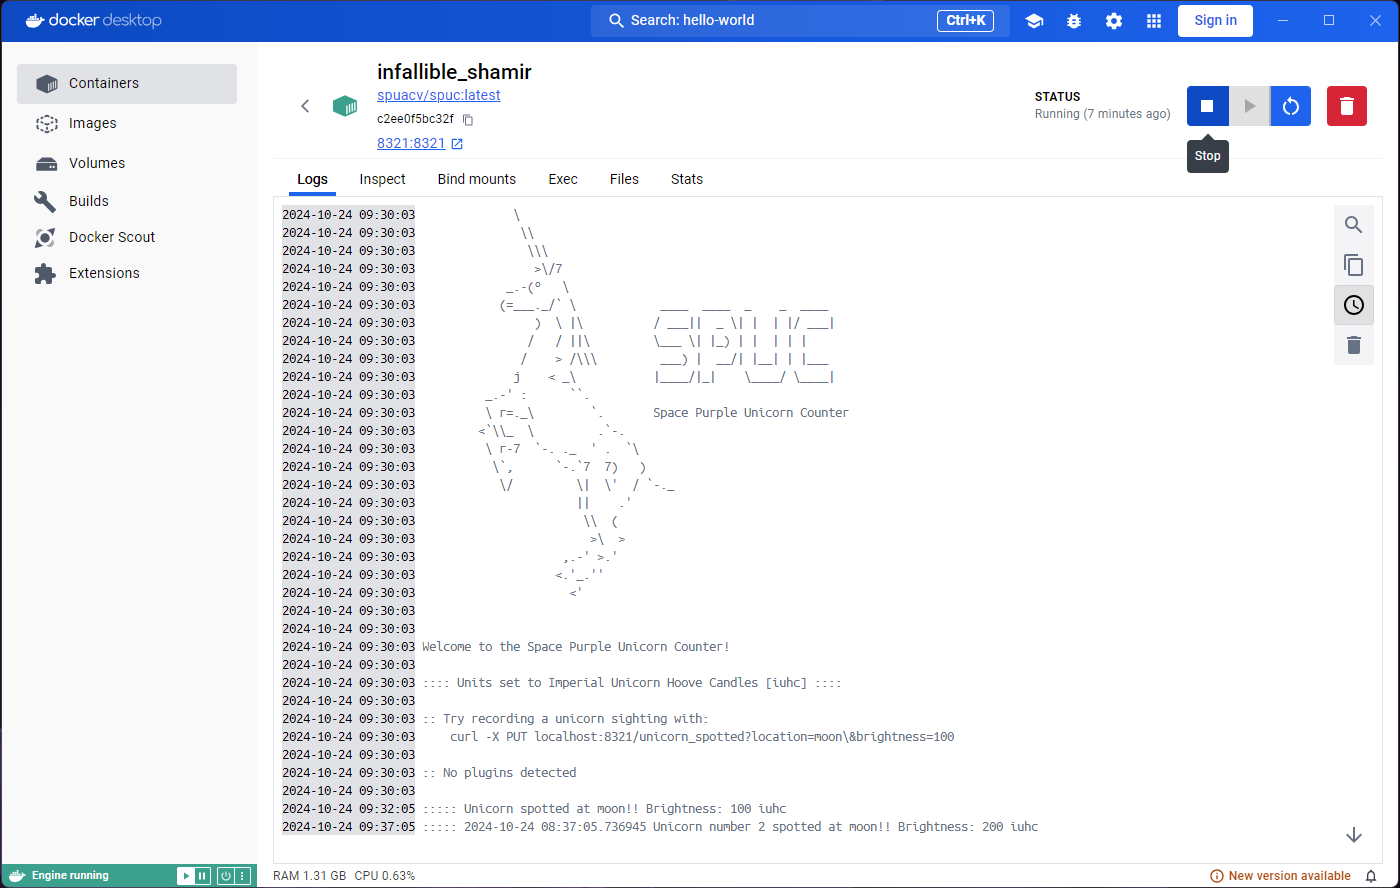 docker desktop
Search: hello-world
Ctrl+K
Sign in
Containers
Images
Volumes
Builds
Docker Scout
Extensions
infallible_shamir
spuacv/spuc:latest
c2ee0f5bc32f
8321:8321
STATUS
Running (7 minutes ago)
Stop
Logs Inspect Bind mounts Exec Files Stats
2024-10-24 09:30:03              \
2024-10-24 09:30:03               \\
2024-10-24 09:30:03                \\\
2024-10-24 09:30:03                 >\/7
2024-10-24 09:30:03             _.-(º   \
2024-10-24 09:30:03            (=___._/` \            ____  ____  _    _  ____
2024-10-24 09:30:03                 )  \ |\          / ___||  _ \| |  | |/ ___|
2024-10-24 09:30:03                /   / ||\         \___ \| |_) | |  | | |
2024-10-24 09:30:03               /    > /\\\         ___) |  __/| |__| | |___
2024-10-24 09:30:03              j    < _\           |____/|_|    \____/ \____|
2024-10-24 09:30:03          _.-' :      ``.
2024-10-24 09:30:03          \ r=._\        `.       Space Purple Unicorn Counter
2024-10-24 09:30:03         <`\\_  \         .`-.
2024-10-24 09:30:03          \ r-7  `-. ._  ' .  `\
2024-10-24 09:30:03           \`,      `-.`7  7)   )
2024-10-24 09:30:03            \/         \|  \'  / `-._
2024-10-24 09:30:03                       ||    .'
2024-10-24 09:30:03                        \\  (
2024-10-24 09:30:03                         >\  >
2024-10-24 09:30:03                     ,.-' >.'
2024-10-24 09:30:03                    <.'_.''
2024-10-24 09:30:03                      <'
2024-10-24 09:30:03
2024-10-24 09:30:03
2024-10-24 09:30:03 Welcome to the Space Purple Unicorn Counter!
2024-10-24 09:30:03
2024-10-24 09:30:03 :::: Units set to Imperial Unicorn Hoove Candles [iuhc] ::::
2024-10-24 09:30:03
2024-10-24 09:30:03 :: Try recording a unicorn sighting with:
2024-10-24 09:30:03     curl -X PUT localhost:8321/unicorn_spotted?location=moon\&brightness=100
2024-10-24 09:30:03
2024-10-24 09:30:03 :: No plugins detected
2024-10-24 09:30:03
2024-10-24 09:32:05 ::::: Unicorn spotted at moon!! Brightness: 100 iuhc
2024-10-24 09:37:05 ::::: 2024-10-24 08:37:05.736945 Unicorn number 2 spotted at moon!! Brightness: 200 iuhc
Engine running
RAM 1.31 GB CPU 0.63%
New version available